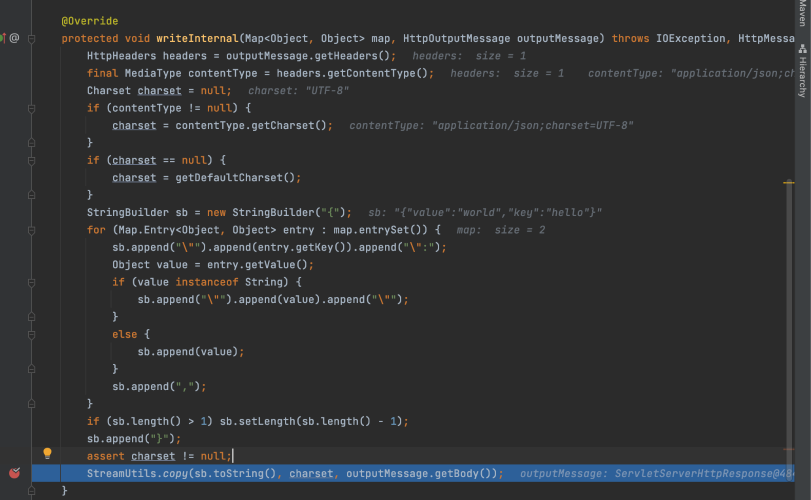 @Override
protected void writeInternal(Map<Object, Object> map, HttpOutputMessage outputMessage) throws IOException, HttpMessa
HttpHeaders headers = outputMessage.getHeaders(); headers: size = 1
final MediaType contentType = headers.getContentType(); headers: size = 1 contentType: "application/json;ch
Charset charset = null; charset: "UTF-8"
if (contentType != null) {
charset = contentType.getCharset(); contentType: "application/json;charset=UTF-8"
}
if (charset == null) {
charset = getDefaultCharset();
}
StringBuilder sb = new StringBuilder("{"); sb: "{"value":"world","key":"hello"}"
for (Map.Entry<Object, Object> entry : map.entrySet()) { map: size = 2
sb.append("\"").append(entry.getKey()).append("\":");
Object value = entry.getValue();
if (value instanceof String) {
sb.append("\"").append(value).append("\"");
}
else {
sb.append(value);
}
sb.append(",");
}
if (sb.length() > 1) sb.setLength(sb.length() - 1);
sb.append("}");
assert charset != null;
StreamUtils.copy(sb.toString(), charset, outputMessage.getBody()); outputMessage: ServletServerHttpResponse@484
}
Maven
Hierarchy